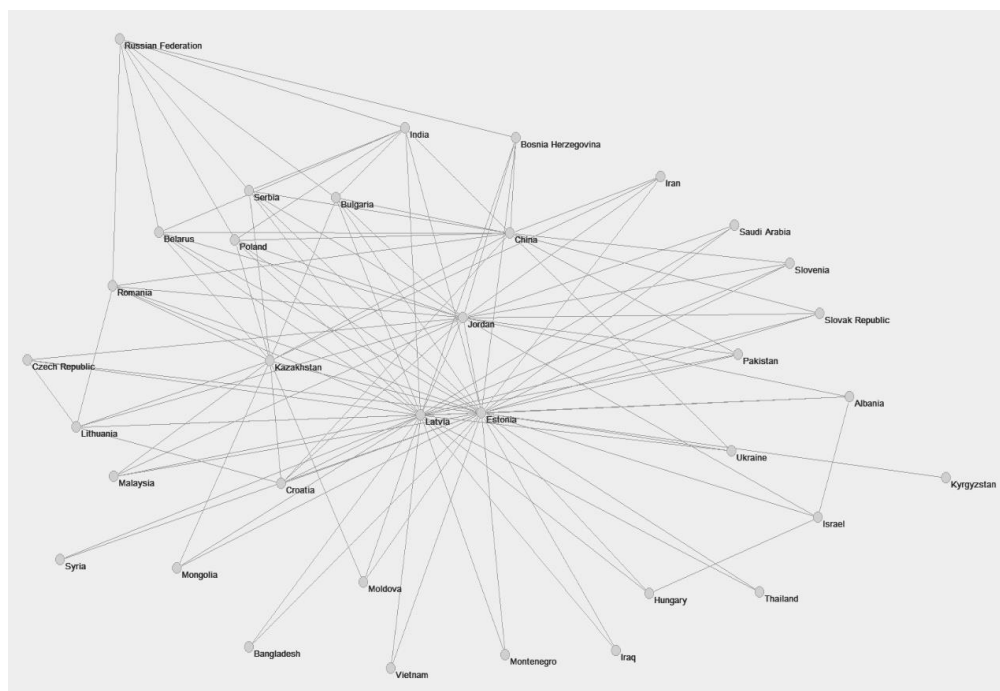 Russian Federation
India
Bosnia Herzegovina
Iran
Serbia
Bulgaria
Saudi Arabia
Belarus
Poland
China
Slovenia
Romania
Slovak Republic
Jordan
Pakistan
Czech Republic
Kazakhstan
Albania
Latvia
Estonia
Lithuania
Ukraine
Malaysia
Croatia
Kyrgyzstan
Israel
Syria
Mongolia
Moldova
Hungary
Thailand
Bangladesh
Vietnam
Montenegro
Iraq